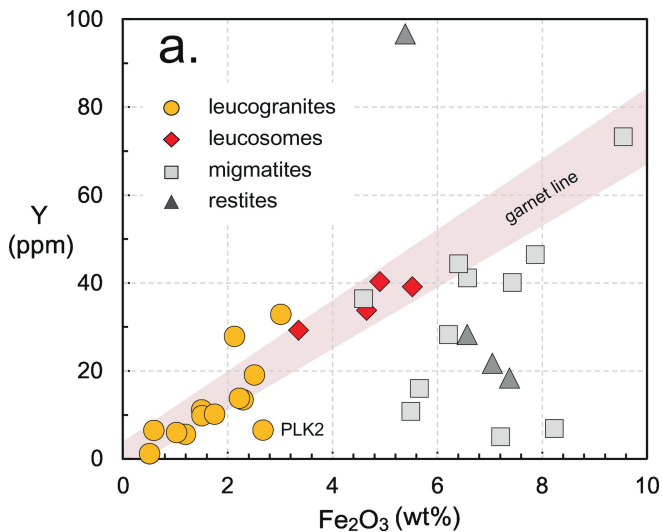 a.
leucogranites
leucosomes
migmatites
restites
garnet line
PLK2
Y
(ppm)
100
80
60
40
20
0
0 2 4 6 8 10
Fe₂O₃ (wt%)